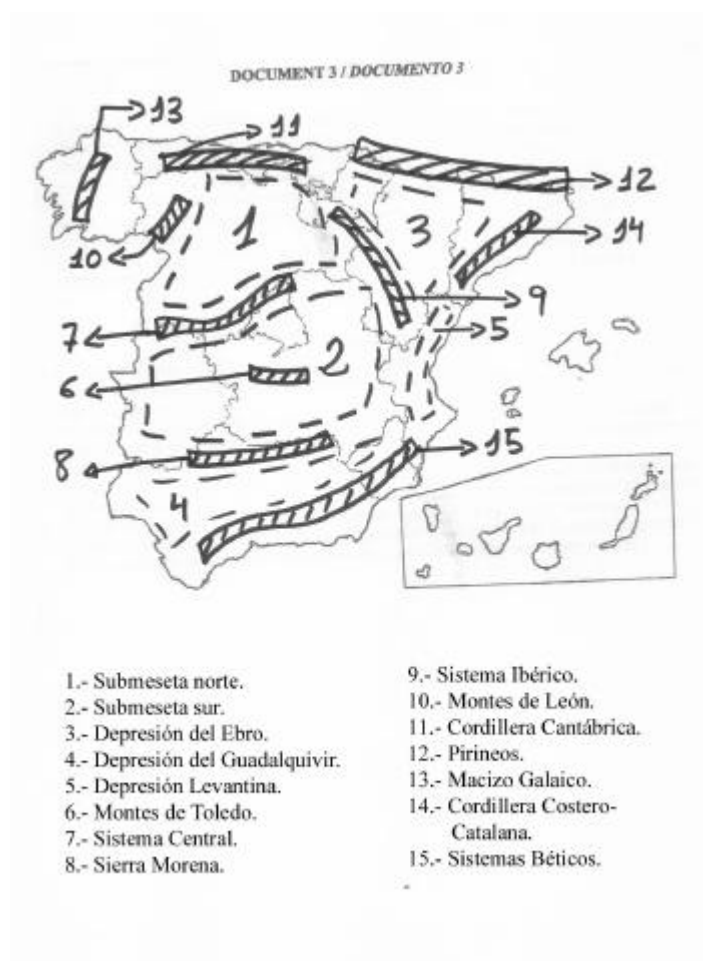 DOCUMENT 3 / DOCUMENTO 3
13
11
12
1
3
14
10
9
7
5
2
6
15
8
4
1.- Submeseta norte.
2.- Submeseta sur.
3.- Depresión del Ebro.
4.- Depresión del Guadalquivir.
5.- Depresión Levantina.
6.- Montes de Toledo.
7.- Sistema Central.
8.- Sierra Morena.
9.- Sistema Ibérico.
10.- Montes de León.
11.- Cordillera Cantábrica.
12.- Pirineos.
13.- Macizo Galaico.
14.- Cordillera Costero-
Catalana.
15.- Sistemas Béticos.